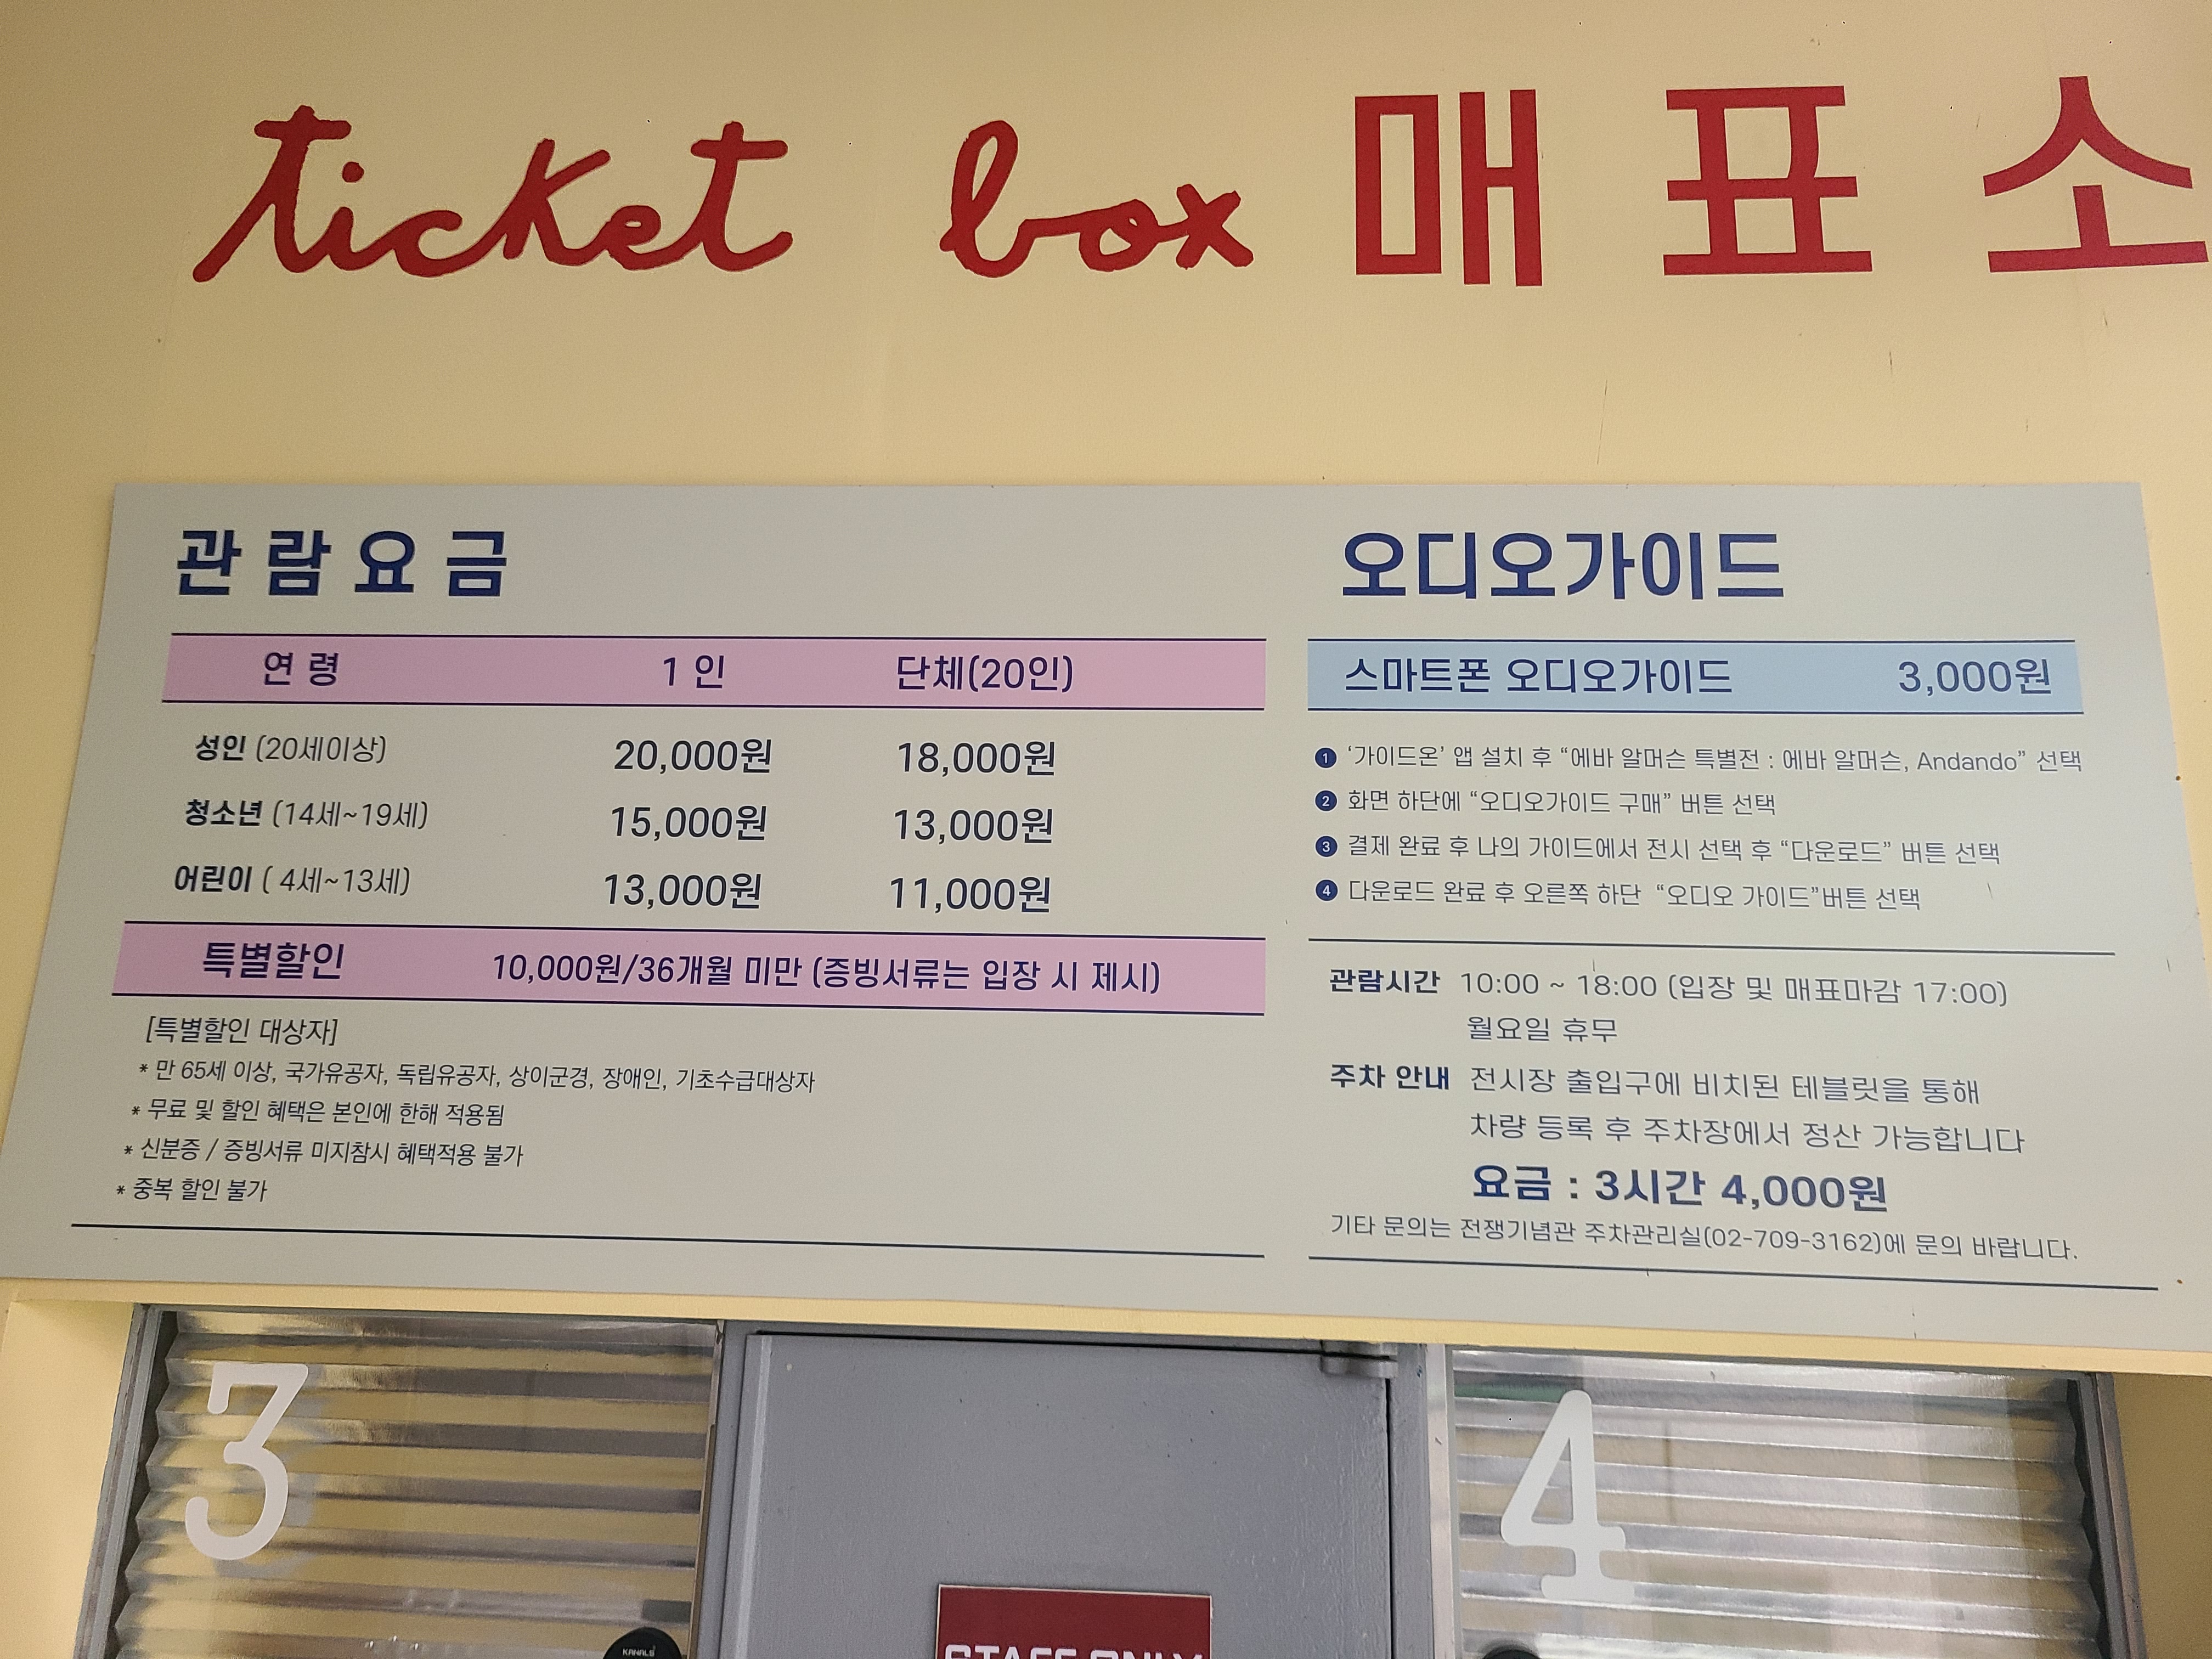 ticket box 매표소
관람요금
연령 1인 단체(20인)
성인 (20세이상) 20,000원 18,000원
청소년 (14세~19세) 15,000원 13,000원
어린이 ( 4세~13세) 13,000원 11,000원
특별할인 10,000원/36개월 미만 (증빙서류는 입장 시 제시)
[특별할인 대상자]
* 만 65세 이상, 국가유공자, 독립유공자, 상이군경, 장애인, 기초수급대상자
* 무료 및 할인 혜택은 본인에 한해 적용됨
* 신분증 / 증빙서류 미지참시 혜택적용 불가
* 중복 할인 불가
오디오가이드
스마트폰 오디오가이드 3,000원
1 ‘가이드온’ 앱 설치 후 “에바 알머슨 특별전 : 에바 알머슨, Andando” 선택
2 화면 하단에 “오디오가이드 구매” 버튼 선택
3 결제 완료 후 나의 가이드에서 전시 선택 후 “다운로드” 버튼 선택
4 다운로드 완료 후 오른쪽 하단 “오디오 가이드”버튼 선택
관람시간 10:00 ~ 18:00 (입장 및 매표마감 17:00)
월요일 휴무
주차 안내 전시장 출입구에 비치된 테블릿을 통해
차량 등록 후 주차장에서 정산 가능합니다
요금 : 3시간 4,000원
기타 문의는 전쟁기념관 주차관리실(02-709-3162)에 문의 바랍니다.
3
4
STAFF ONLY
KANALS